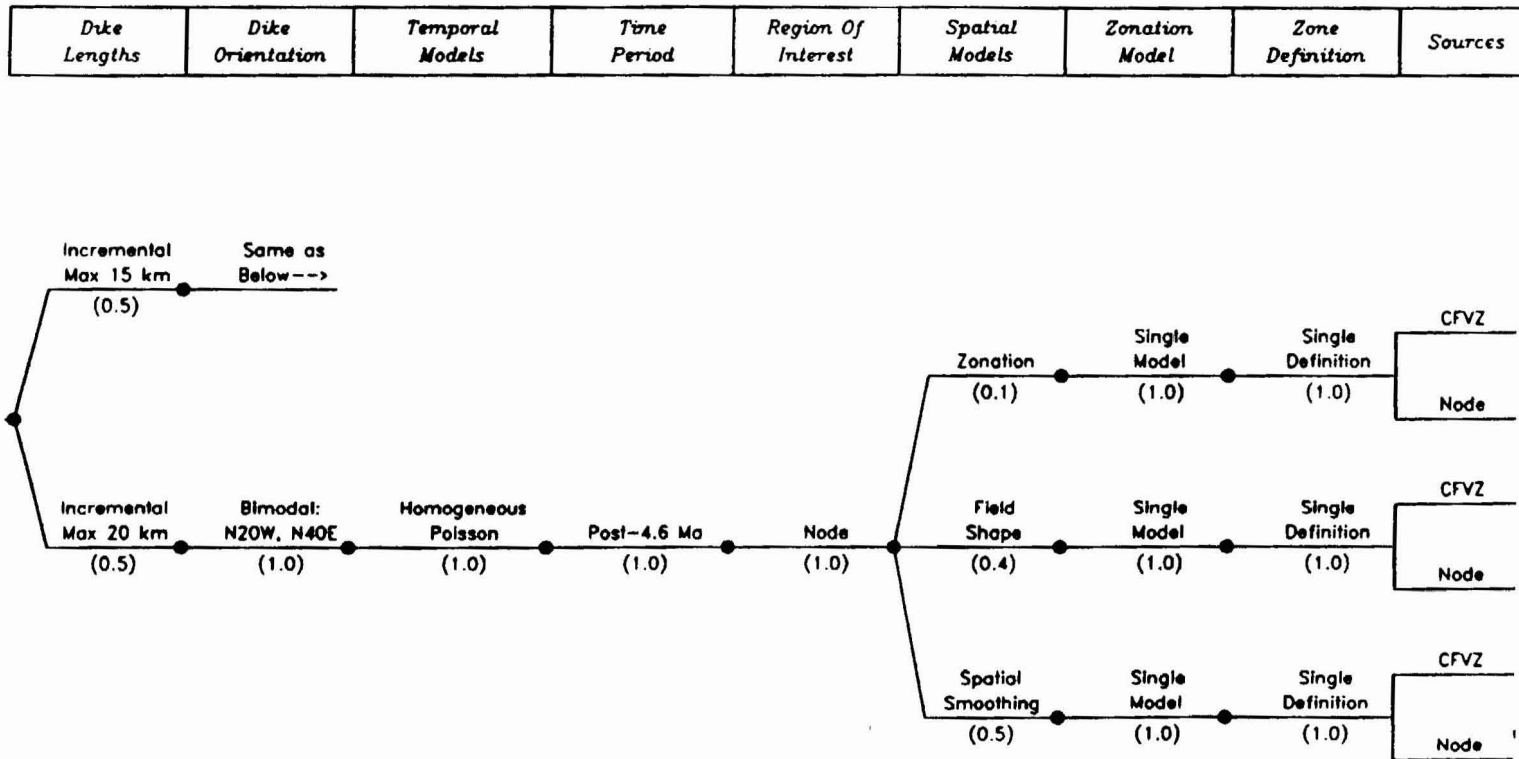 Dike Lengths
Dike Orientation
Temporal Models
Time Period
Region Of Interest
Spatial Models
Zonation Model
Zone Definition
Sources
Incremental
Max 15 km
(0.5)
Same as
Below-->
Incremental
Max 20 km
(0.5)
Bimodal:
N20W, N40E
(1.0)
Homogeneous
Poisson
(1.0)
Post-4.6 Ma
(1.0)
Node
(1.0)
Zonation
(0.1)
Single
Model
(1.0)
Single
Definition
(1.0)
CFVZ
Node
Field
Shape
(0.4)
Single
Model
(1.0)
Single
Definition
(1.0)
CFVZ
Node
Spatial
Smoothing
(0.5)
Single
Model
(1.0)
Single
Definition
(1.0)
CFVZ
Node